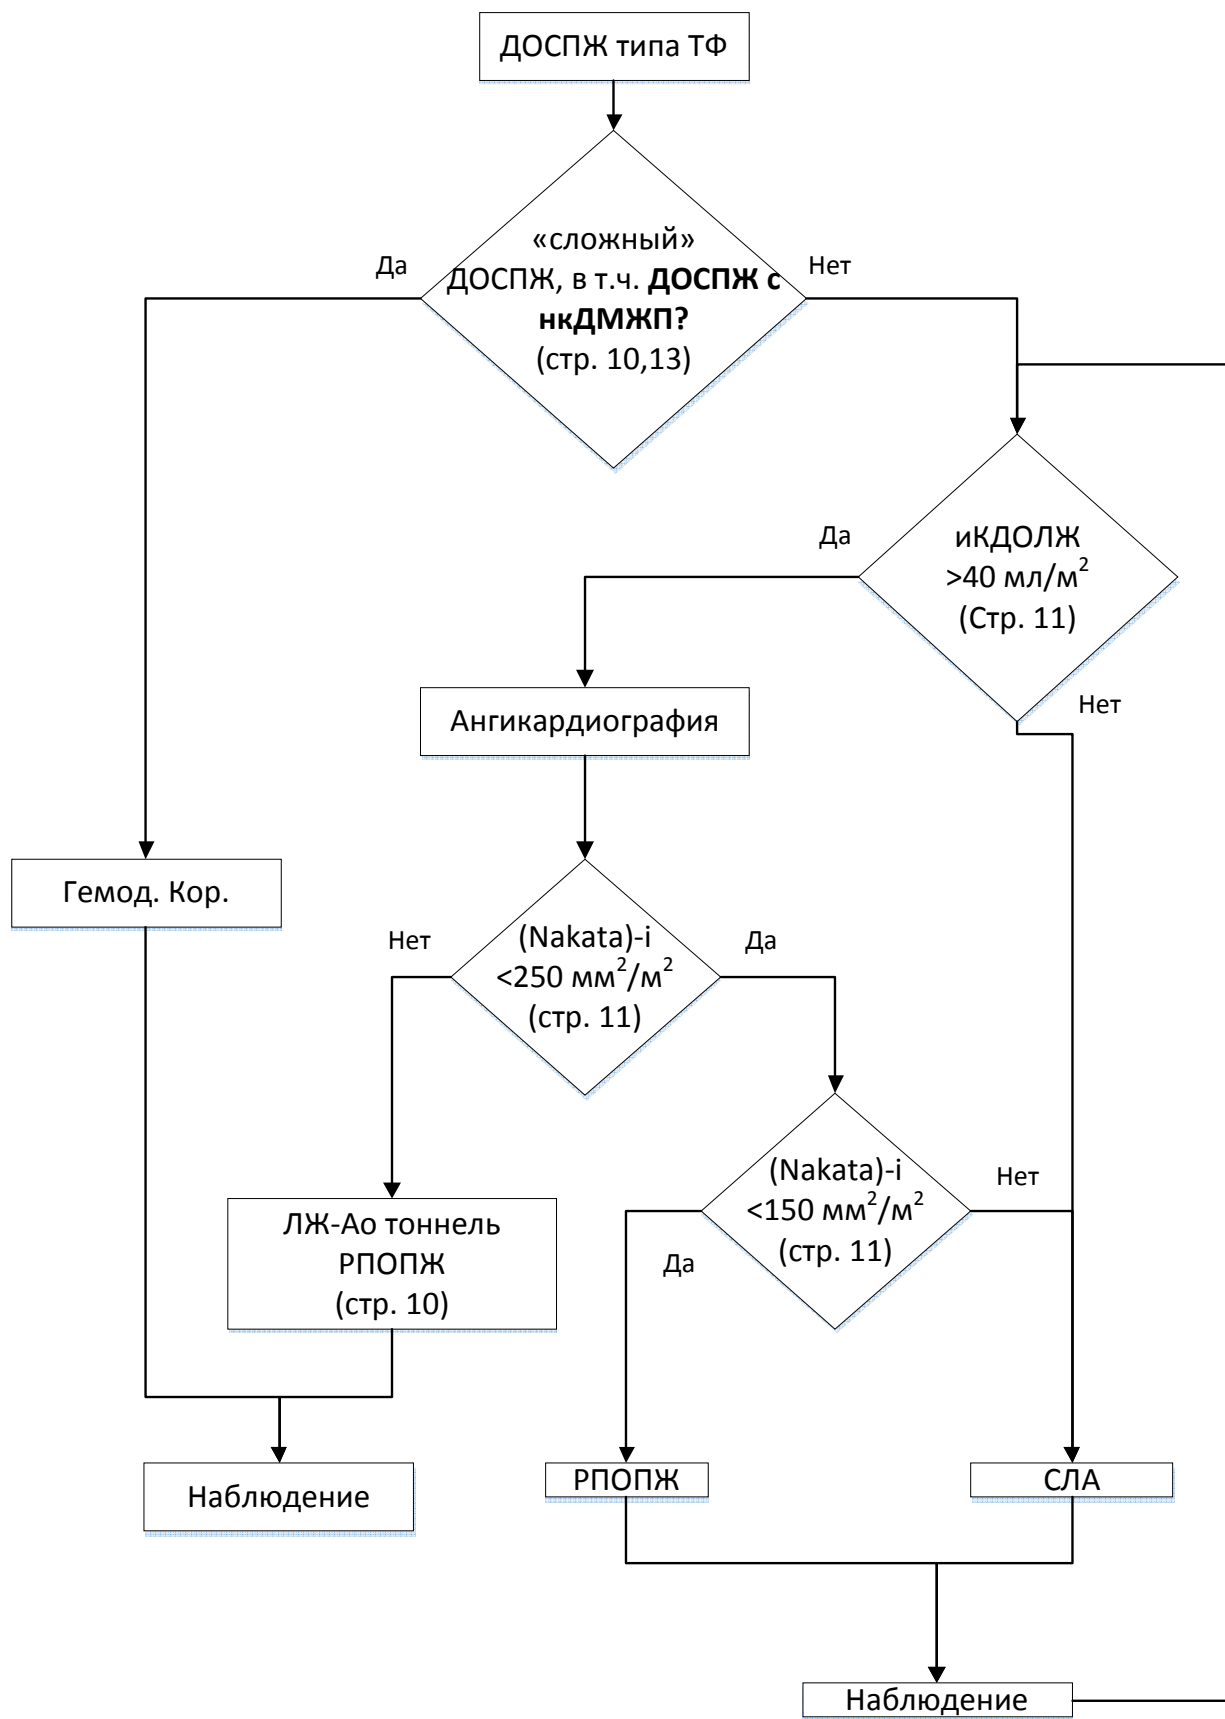 ДОСПЖ типа ТФ
«сложный»
ДОСПЖ, в т.ч. ДОСПЖ с
нкДМЖП?
(стр. 10,13)
Да
Нет
иКДОЛЖ
>40 мл/м²
(Стр. 11)
Да
Нет
Ангикардиография
Гемод. Кор.
(Nakata)-i
<250 мм²/м²
(стр. 11)
Нет
Да
(Nakata)-i
<150 мм²/м²
(стр. 11)
Нет
Да
ЛЖ-Ао тоннель
РПОПЖ
(стр. 10)
Наблюдение
РПОПЖ
СЛА
Наблюдение